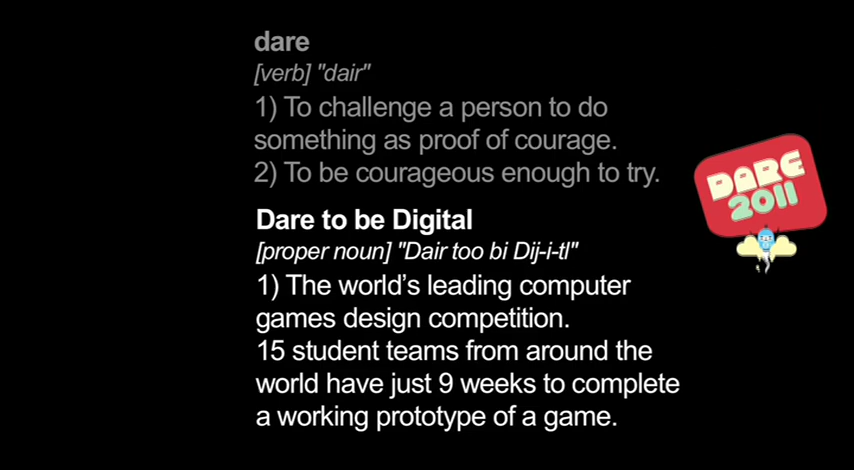 dare
[verb] "dair"
1) To challenge a person to do
something as proof of courage.
2) To be courageous enough to try.
Dare to be Digital
[proper noun] "Dair too bi Dij-i-tl"
1) The world's leading computer
games design competition.
15 student teams from around the
world have just 9 weeks to complete
a working prototype of a game.
DARE
2011